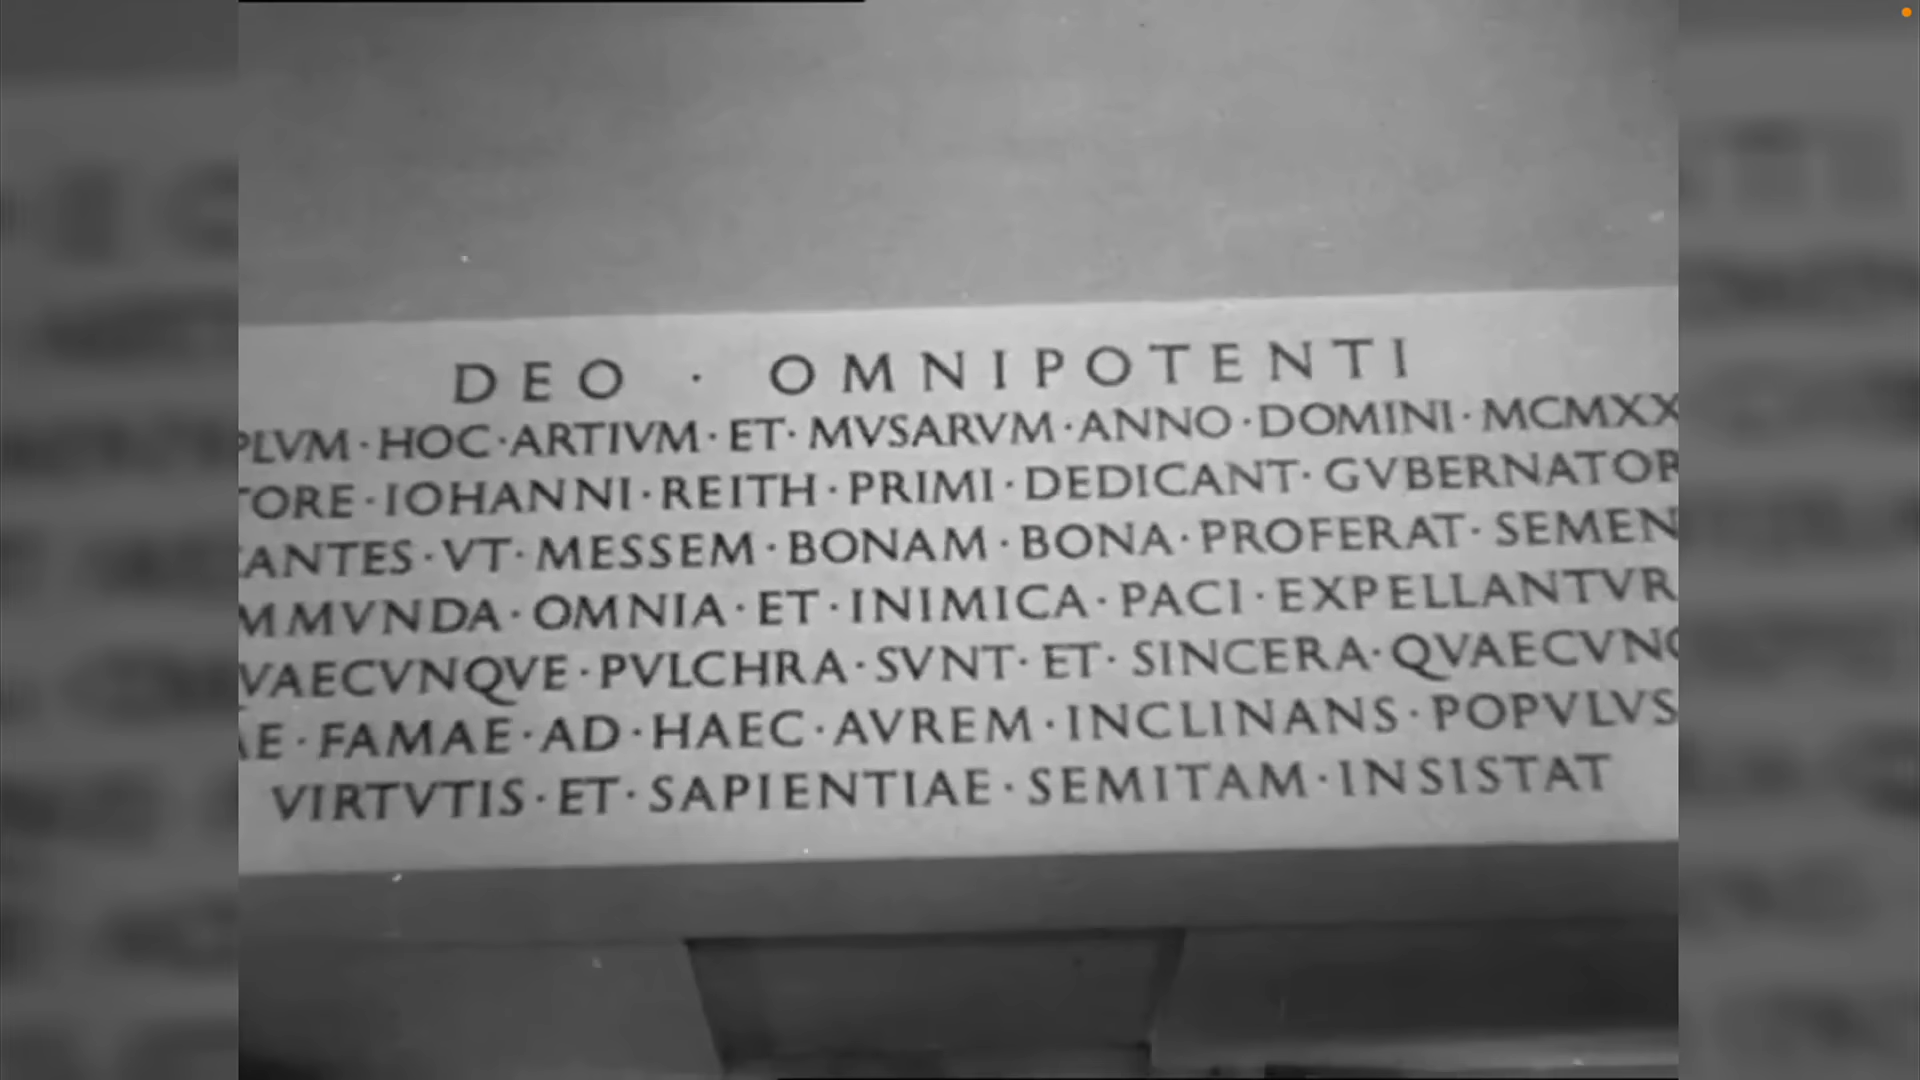 DEO · OMNIPOTENTI
PLVM · HOC · ARTIVM · ET · MVSARVM · ANNO · DOMINI · MCMXX
TORE · IOHANNI · REITH · PRIMI · DEDICANT · GVBERNATOR
ANTES · VT · MESSEM · BONAM · BONA · PROFERAT · SEMEN
MMVNDA · OMNIA · ET · INIMICA · PACI · EXPELLANTVR
VAECVNQVE · PVLCHRA · SVNT · ET · SINCERA · QVAECVNQ
AE · FAMAE · AD · HAEC · AVREM · INCLINANS · POPVLVS
VIRTVTIS · ET · SAPIENTIAE · SEMITAM · INSISTAT